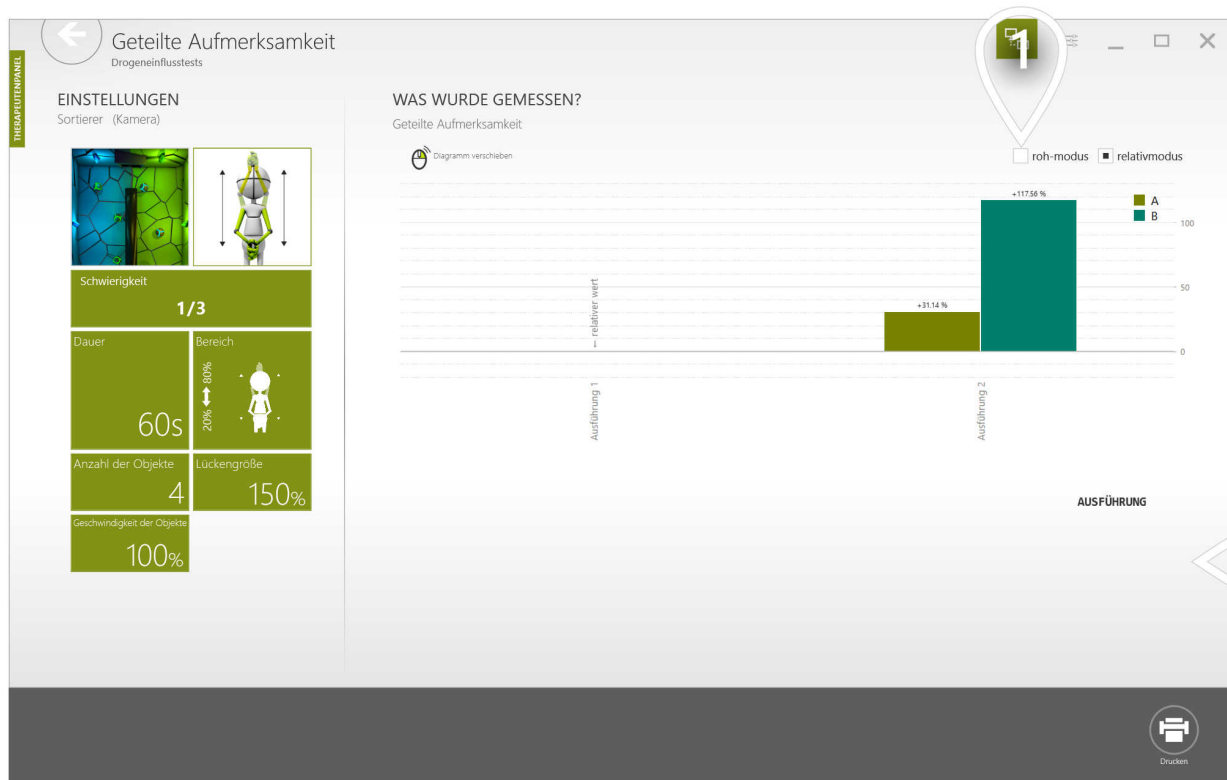 Geteilte Aufmerksamkeit
Drogeneinflusstests
1
THERAPEUTENPANEL
EINSTELLUNGEN
Sortierer (Kamera)
Schwierigkeit
1/3
Dauer
60s
Bereich
20% 80%
Anzahl der Objekte
4
Lückengröße
150%
Geschwindigkeit der Objekte
100%
WAS WURDE GEMESSEN?
Geteilte Aufmerksamkeit
Diagramm verschieben
roh-modus relativmodus
+117.56 %
A
B
100
50
+31.14 %
0
← relativer wert
Ausführung 1
Ausführung 2
AUSFÜHRUNG
Drucken